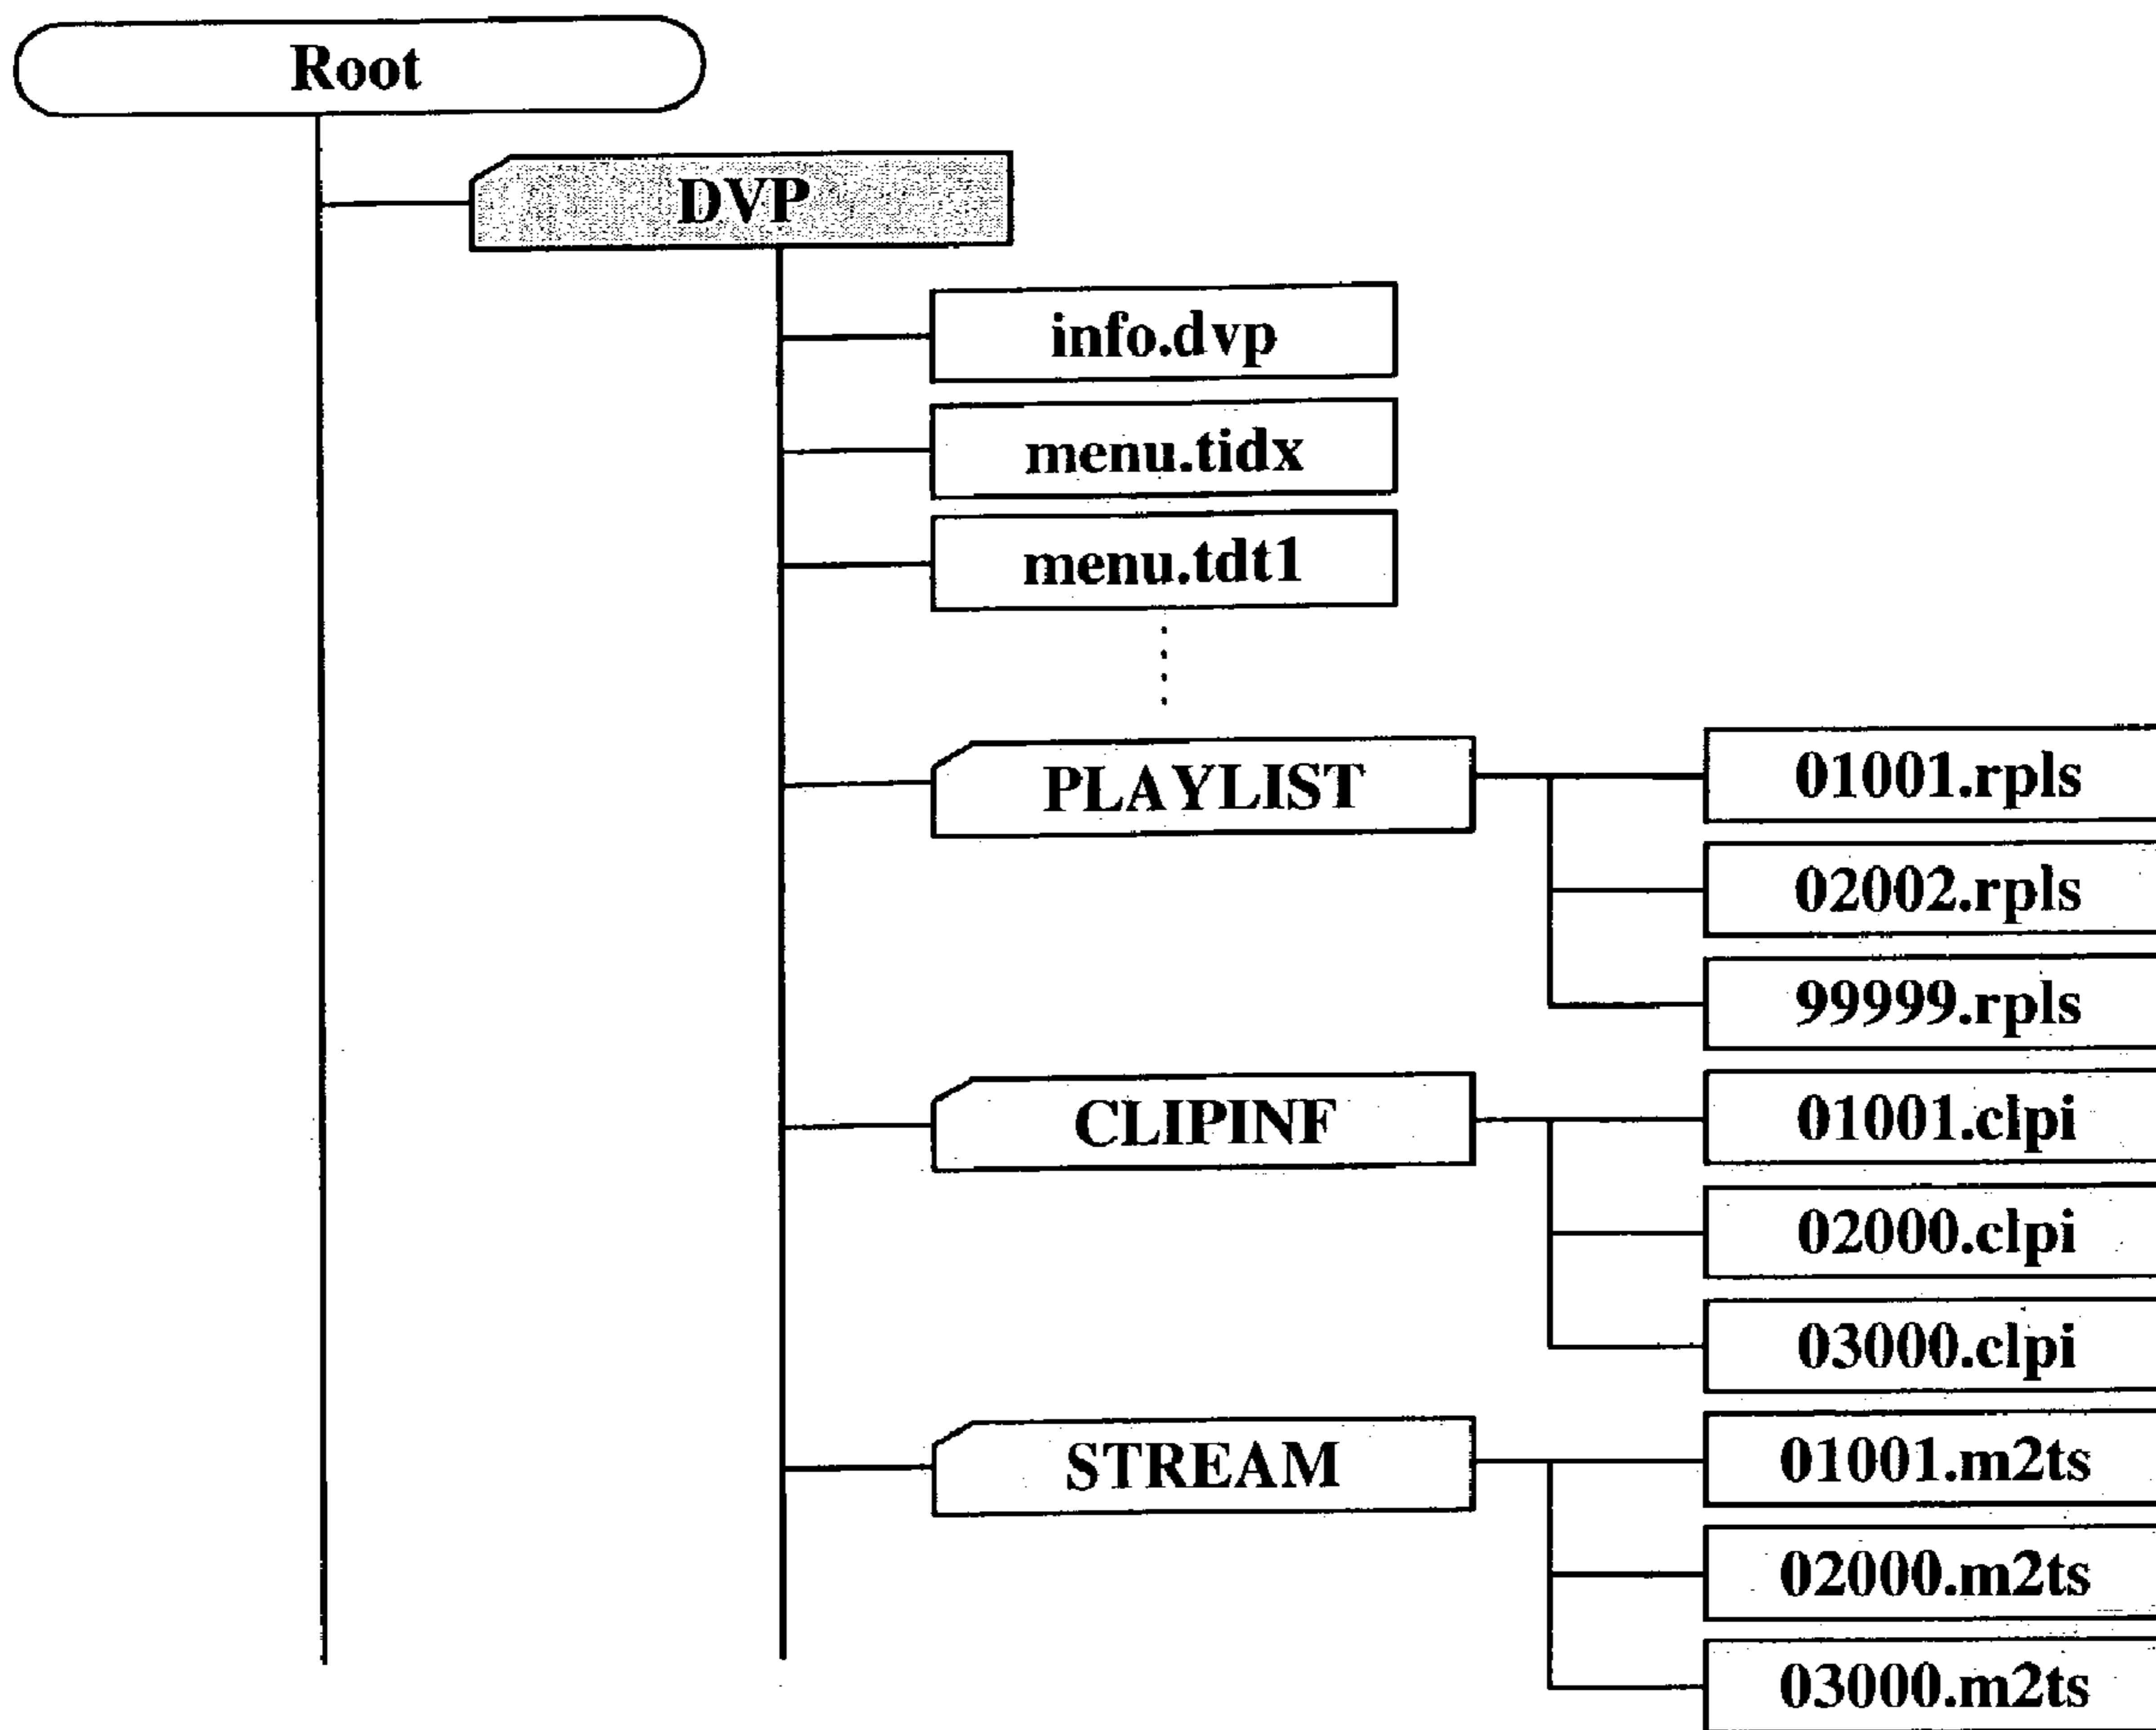 Root
DVP
info.dvp
menu.tidx
menu.tdt1
PLAYLIST
01001.rpls
02002.rpls
99999.rpls
CLIPINF
01001.clpi
02000.clpi
03000.clpi
STREAM
01001.m2ts
02000.m2ts
03000.m2ts